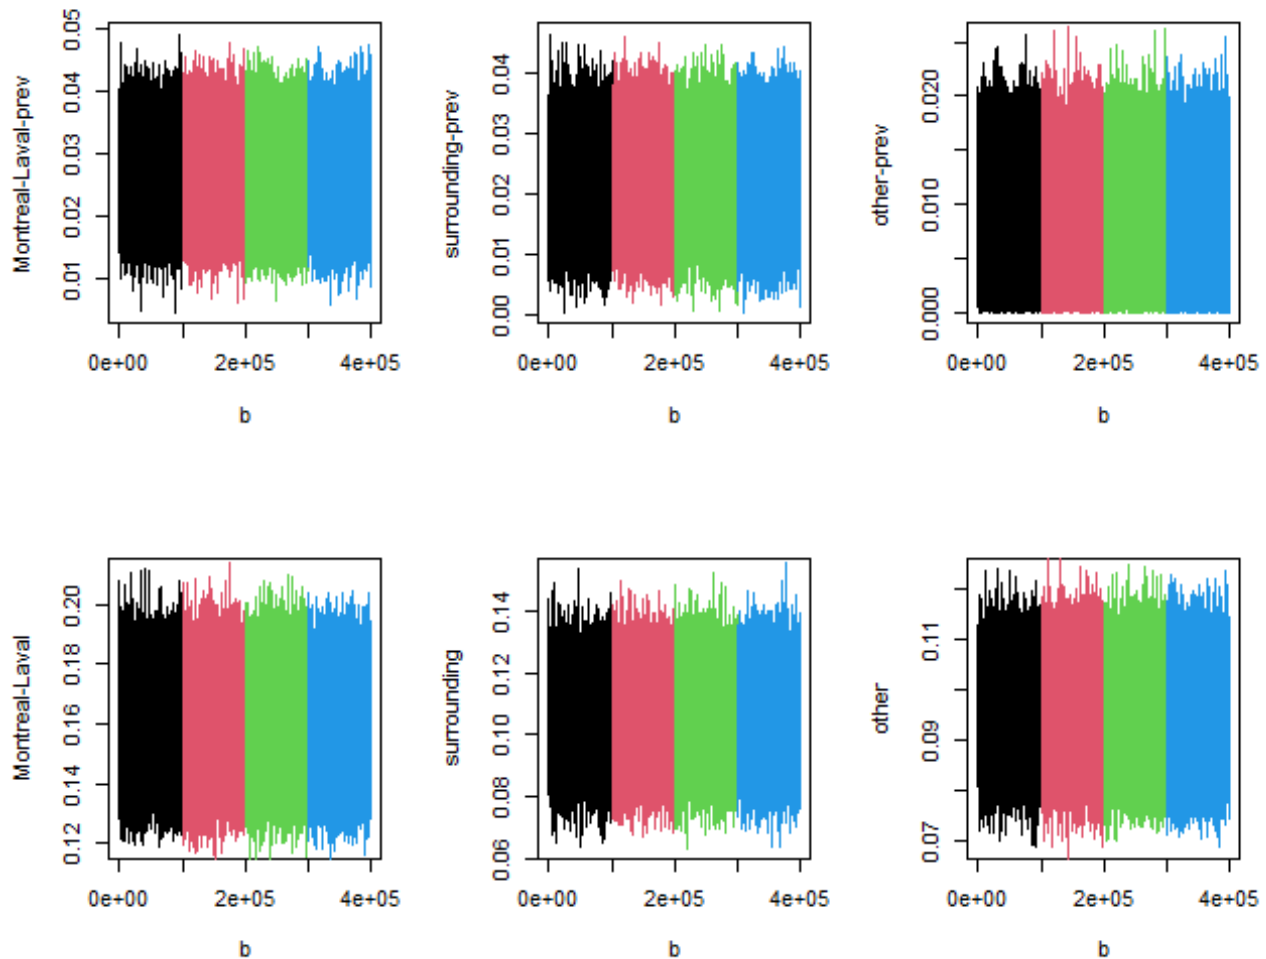 Montreal-Laval-prev
0.01 0.02 0.03 0.04 0.05
0e+00 2e+05 4e+05
b
surrounding-prev
0.00 0.01 0.02 0.03 0.04
0e+00 2e+05 4e+05
b
other-prev
0.000 0.010 0.020
0e+00 2e+05 4e+05
b
Montreal-Laval
0.12 0.14 0.16 0.18 0.20
0e+00 2e+05 4e+05
b
surrounding
0.06 0.08 0.10 0.12 0.14
0e+00 2e+05 4e+05
b
other
0.07 0.09 0.11
0e+00 2e+05 4e+05
b